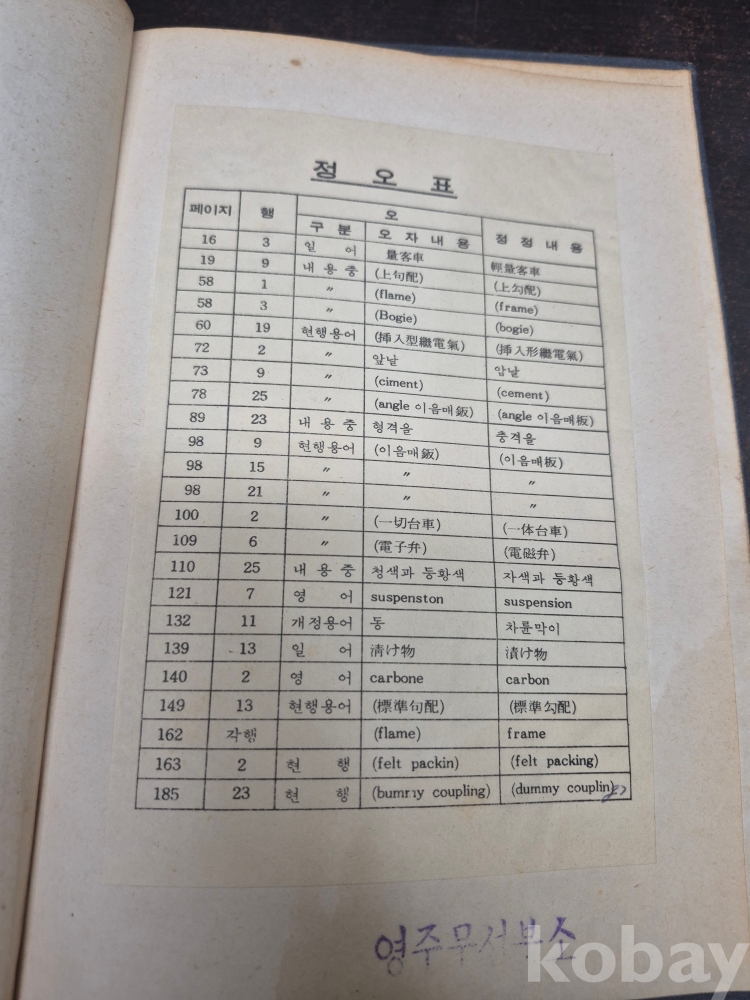 정 오 표
페이지 행 오 정 정 내 용
구 분 오 자 내 용
16 3 일 어 量客車 輕量客車
19 9 내 용 중 (上句配) (上勾配)
58 1 〃 (flame) (frame)
58 3 〃 (Bogie) (bogie)
60 19 현행용어 (揷入型繼電氣) (揷入形繼電氣)
72 2 〃 앞날 암날
73 9 〃 (ciment) (cement)
78 25 〃 (angle 이음매鈑) (angle 이음매板)
89 23 내 용 중 형격을 충격을
98 9 현행용어 (이음매鈑) (이음매板)
98 15 〃 〃 〃
98 21 〃 〃 〃
100 2 〃 (一切台車) (一体台車)
109 6 〃 (電子弁) (電磁弁)
110 25 내 용 중 청색과 등황색 자색과 등황색
121 7 영 어 suspenston suspension
132 11 개정용어 동 차륜막이
139 13 일 어 清け物 漬け物
140 2 영 어 carbone carbon
149 13 현행용어 (標準句配) (標準勾配)
162 각행 (flame) frame
163 2 현 행 (felt packin) (felt packing)
185 23 현 행 (bummy coupling) (dummy couplin
kobay